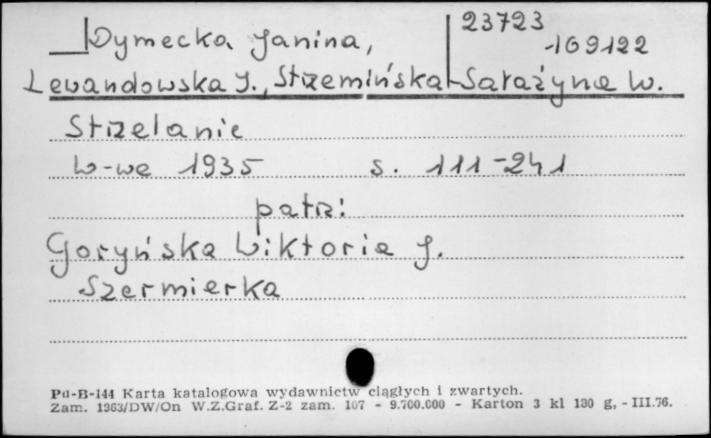 Dymecka Janina,
23723
-109122
Lewandowska J., Strzemińska-Sarażyna W.
Strzelanie
W-wa 1935 s. 111-241
patrz:
Goryńska Wiktoria J.
Szermierka
Pu-B-144 Karta katalogowa wydawnictw ciągłych i zwartych.
Zam. 1363/DW/On W.Z.Graf. Z-2 zam. 107 - 9.700.000 - Karton 3 kl 190 g, - III.76.